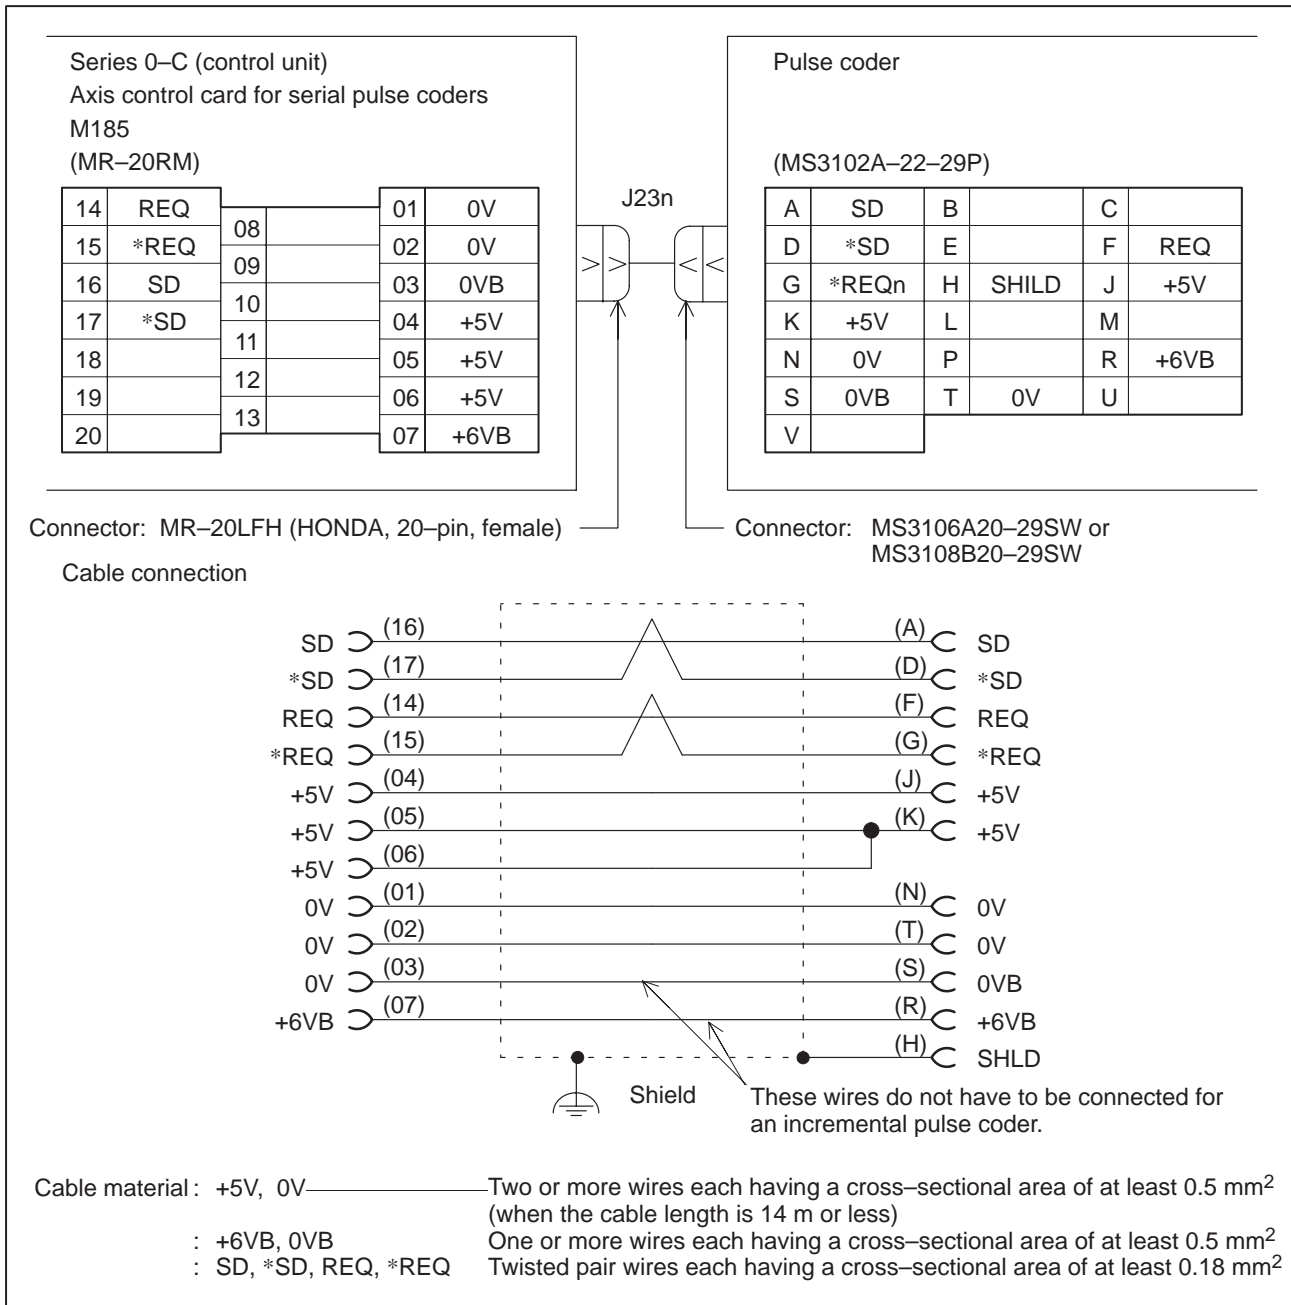 Series 0–C (control unit)
Axis control card for serial pulse coders
M185
(MR–20RM)
14 REQ 01 0V
08
15 *REQ 02 0V
09
16 SD 03 0VB
10
17 *SD 04 +5V
11
18 05 +5V
12
19 06 +5V
13
20 07 +6VB
J23n
Pulse coder
(MS3102A–22–29P)
A SD B C
D *SD E F REQ
G *REQn H SHILD J +5V
K +5V L M
N 0V P R +6VB
S 0VB T 0V U
V
Connector: MR–20LFH (HONDA, 20–pin, female)
Connector: MS3106A20–29SW or
MS3108B20–29SW
Cable connection
SD (16) (A) SD
*SD (17) (D) *SD
REQ (14) (F) REQ
*REQ (15) (G) *REQ
+5V (04) (J) +5V
+5V (05) (K) +5V
+5V (06)
0V (01) (N) 0V
0V (02) (T) 0V
0V (03) (S) 0VB
+6VB (07) (R) +6VB
(H) SHLD
Shield
These wires do not have to be connected for
an incremental pulse coder.
Cable material : +5V, 0V Two or more wires each having a cross–sectional area of at least 0.5 mm2
(when the cable length is 14 m or less)
: +6VB, 0VB One or more wires each having a cross–sectional area of at least 0.5 mm2
: SD, *SD, REQ, *REQ Twisted pair wires each having a cross–sectional area of at least 0.18 mm2